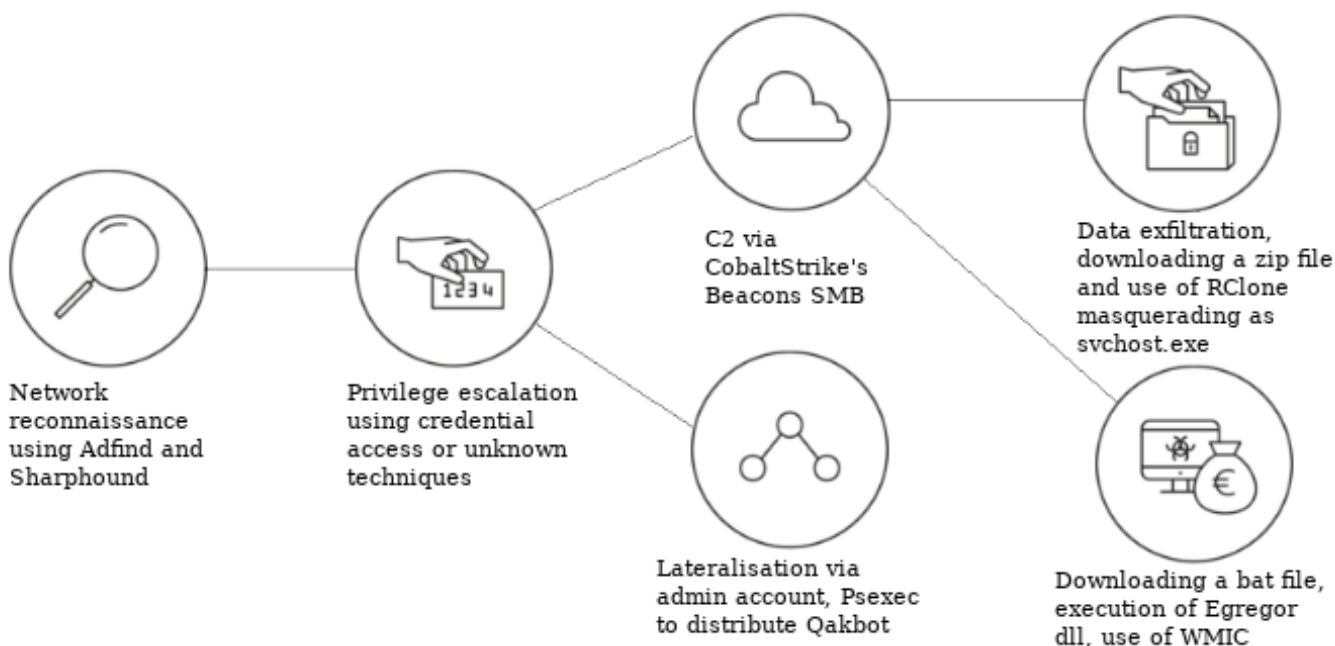 Network
reconnaissance
using Adfind and
Sharphound
1234
Privilege escalation
using credential
access or unknown
techniques
C2 via
CobaltStrike's
Beacons SMB
Lateralisation via
admin account, Psexec
to distribute Qakbot
Data exfiltration,
downloading a zip file
and use of RClone
masquerading as
svchost.exe
€
Downloading a bat file,
execution of Egregor
dll, use of WMIC